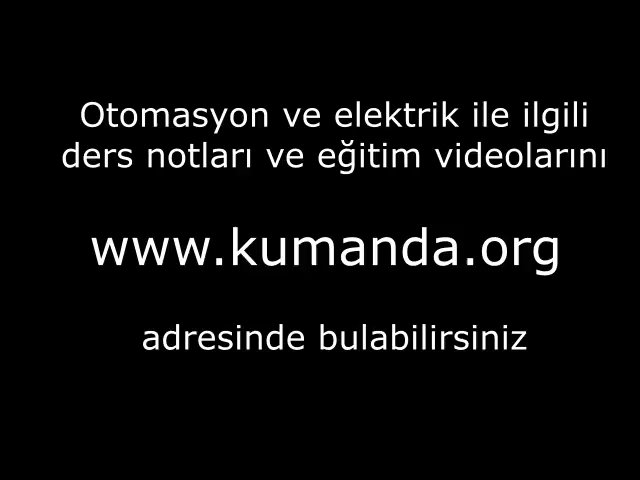 Otomasyon ve elektrik ile ilgili
ders notları ve eğitim videolarını
www.kumanda.org
adresinde bulabilirsiniz